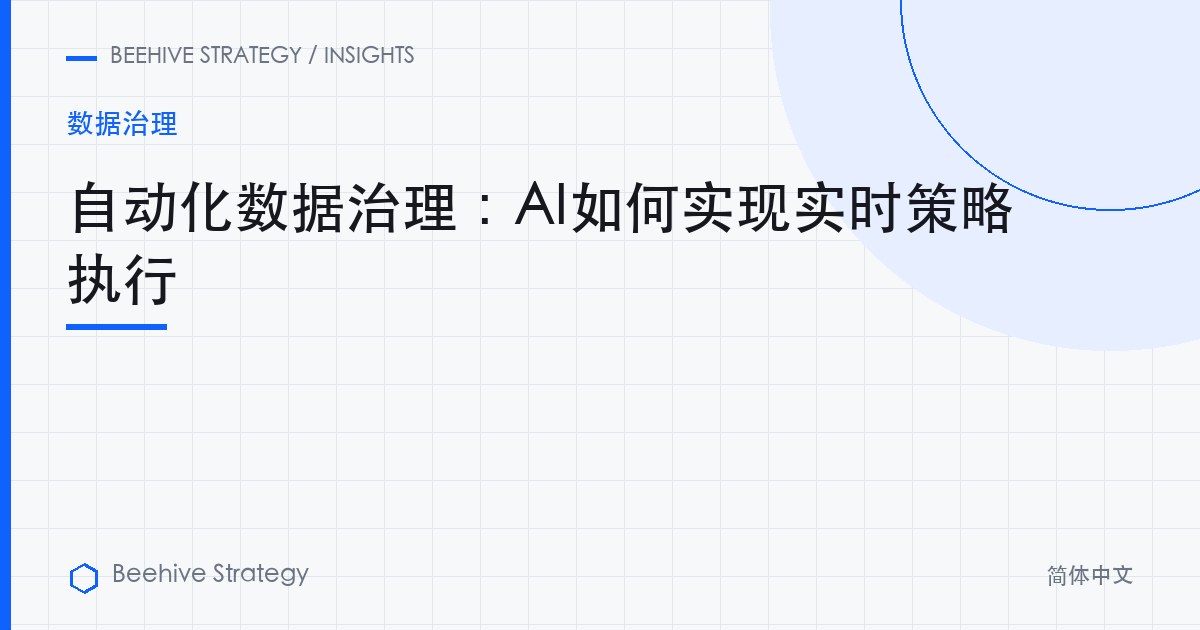 BEEHIVE STRATEGY / INSIGHTS
数据治理
自动化数据治理：AI如何实现实时策略
执行
Beehive Strategy
简体中文